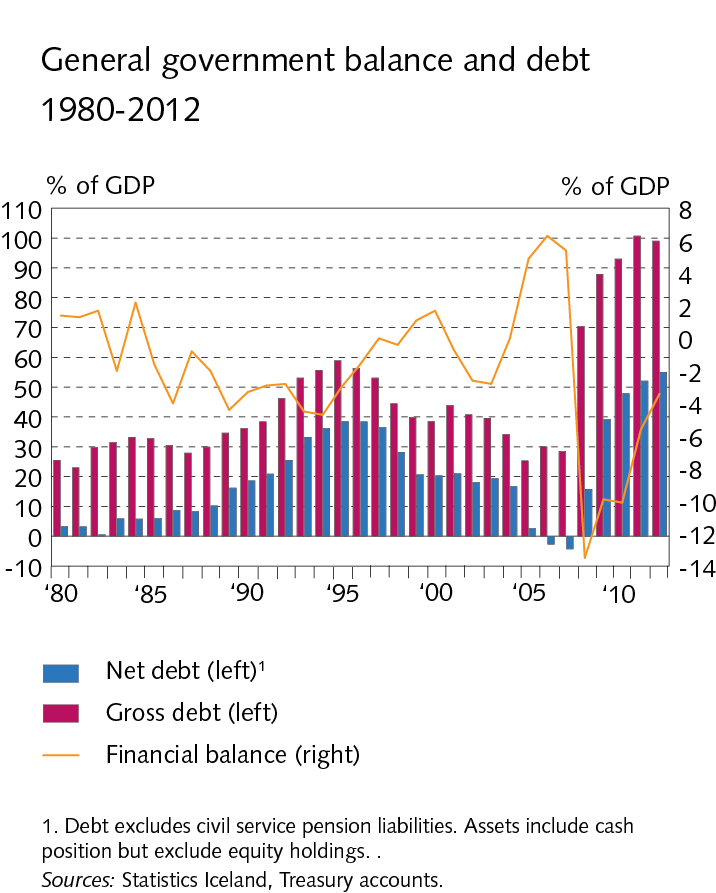 General government balance and debt
1980-2012
% of GDP % of GDP
110 8
100 6
90 4
80 2
70 0
60 -2
50 -4
40 -6
30 -8
20 -10
10 -12
0 -14
-10
‘80 ‘85 ‘90 ‘95 ‘00 ‘05 ‘10
Net debt (left)¹
Gross debt (left)
Financial balance (right)
1. Debt excludes civil service pension liabilities. Assets include cash
position but exclude equity holdings. .
Sources: Statistics Iceland, Treasury accounts.